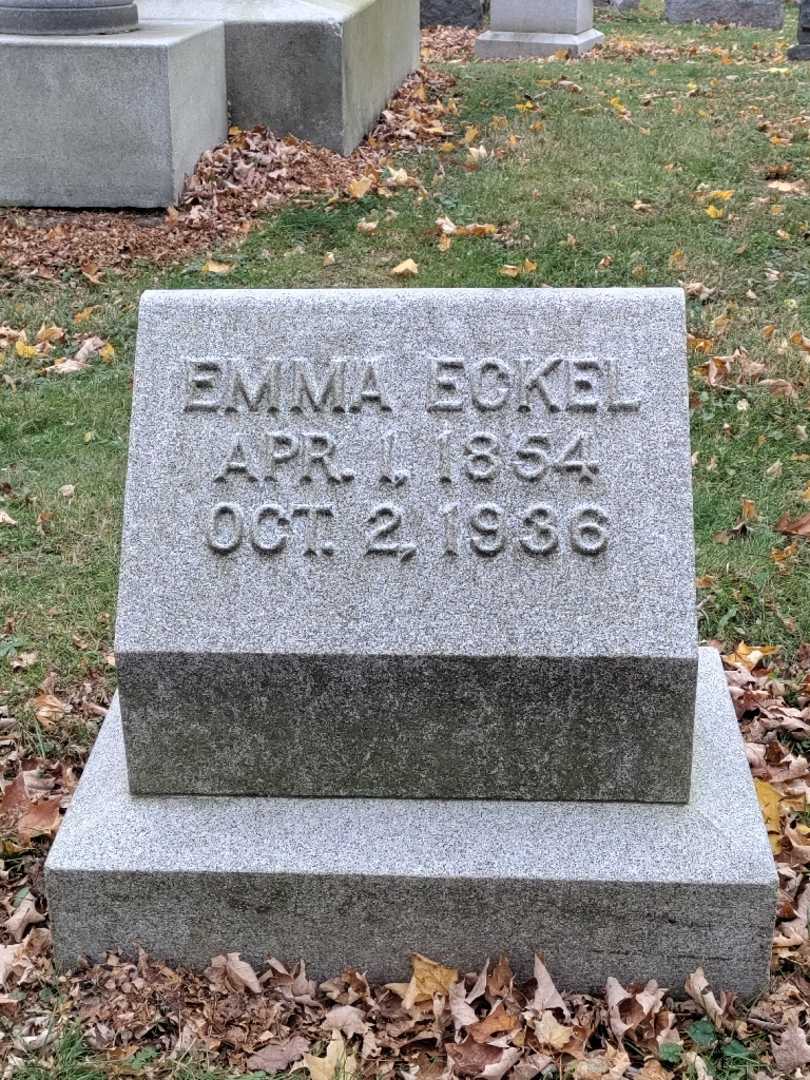 EMMA ECKEL
APR. 1, 1854
OCT. 2, 1936